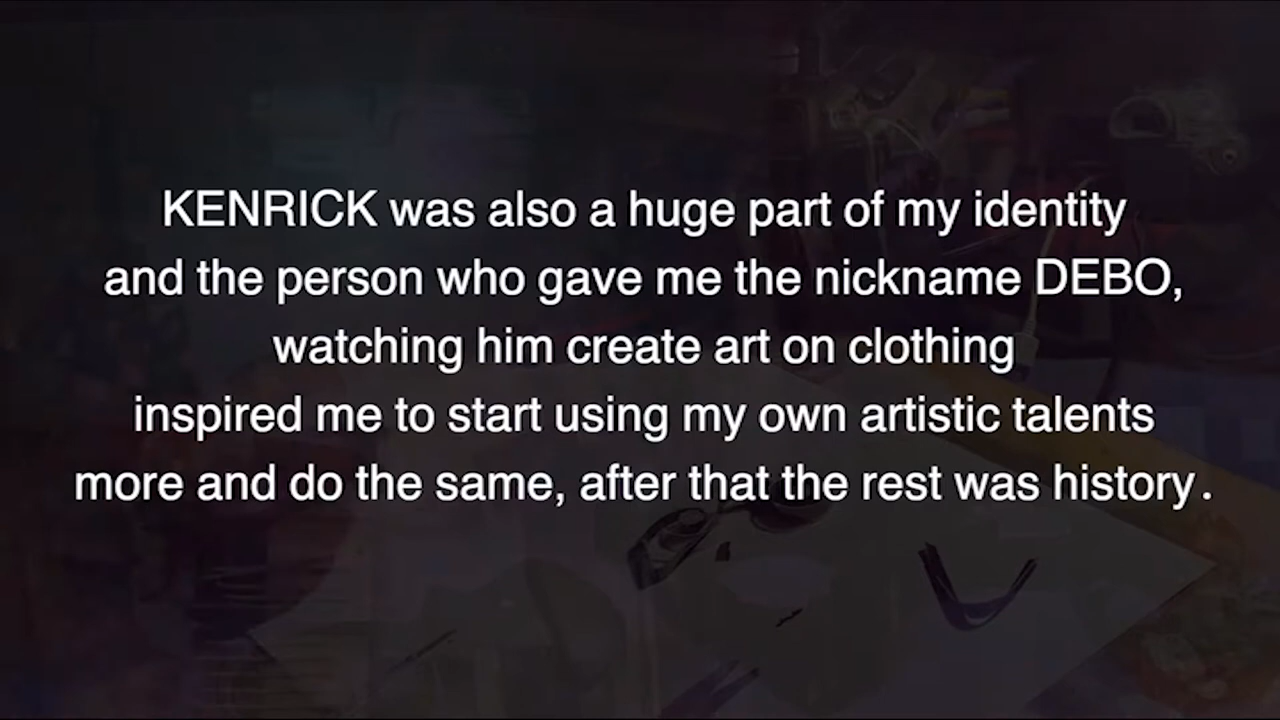 KENRICK was also a huge part of my identity
and the person who gave me the nickname DEBO,
watching him create art on clothing
inspired me to start using my own artistic talents
more and do the same, after that the rest was history.